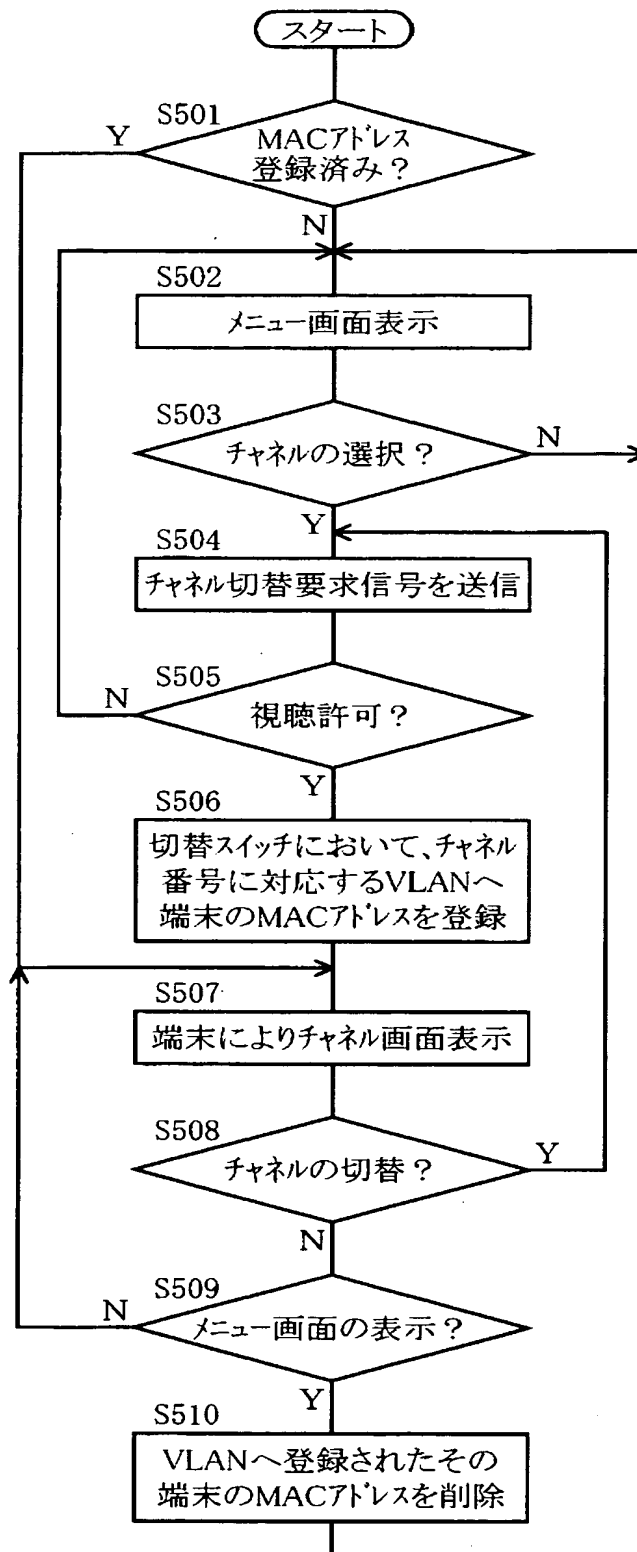 スタート
S501
Y
MACアドレス
登録済み？
N
S502
メニュー画面表示
S503
チャネルの選択？
N
Y
S504
チャネル切替要求信号を送信
S505
N
視聴許可？
Y
S506
切替スイッチにおいて、チャネル
番号に対応するVLANへ
端末のMACアドレスを登録
S507
端末によりチャネル画面表示
S508
チャネルの切替？
Y
N
S509
N
メニュー画面の表示？
Y
S510
VLANへ登録されたその
端末のMACアドレスを削除